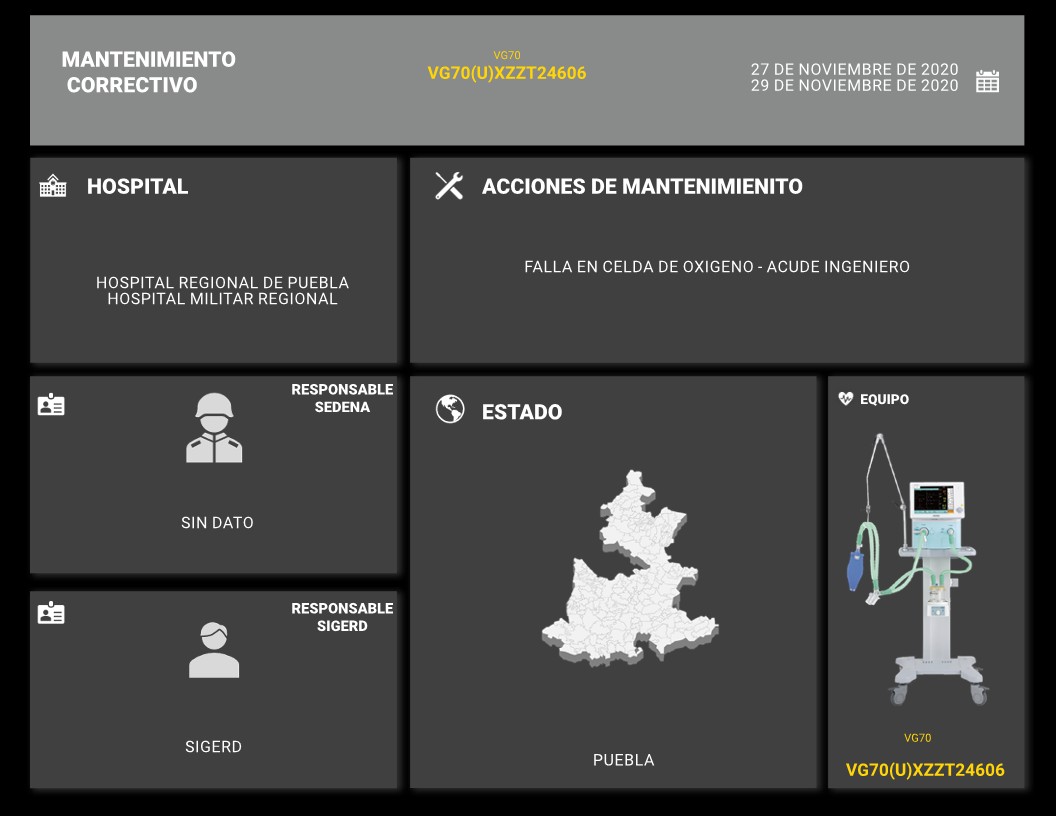 MANTENIMIENTO
CORRECTIVO
VG70
VG70(U)XZZT24606
27 DE NOVIEMBRE DE 2020
29 DE NOVIEMBRE DE 2020
HOSPITAL
HOSPITAL REGIONAL DE PUEBLA
HOSPITAL MILITAR REGIONAL
ACCIONES DE MANTENIMIENITO
FALLA EN CELDA DE OXIGENO - ACUDE INGENIERO
RESPONSABLE
SEDENA
SIN DATO
RESPONSABLE
SIGERD
SIGERD
ESTADO
PUEBLA
EQUIPO
VG70
VG70(U)XZZT24606